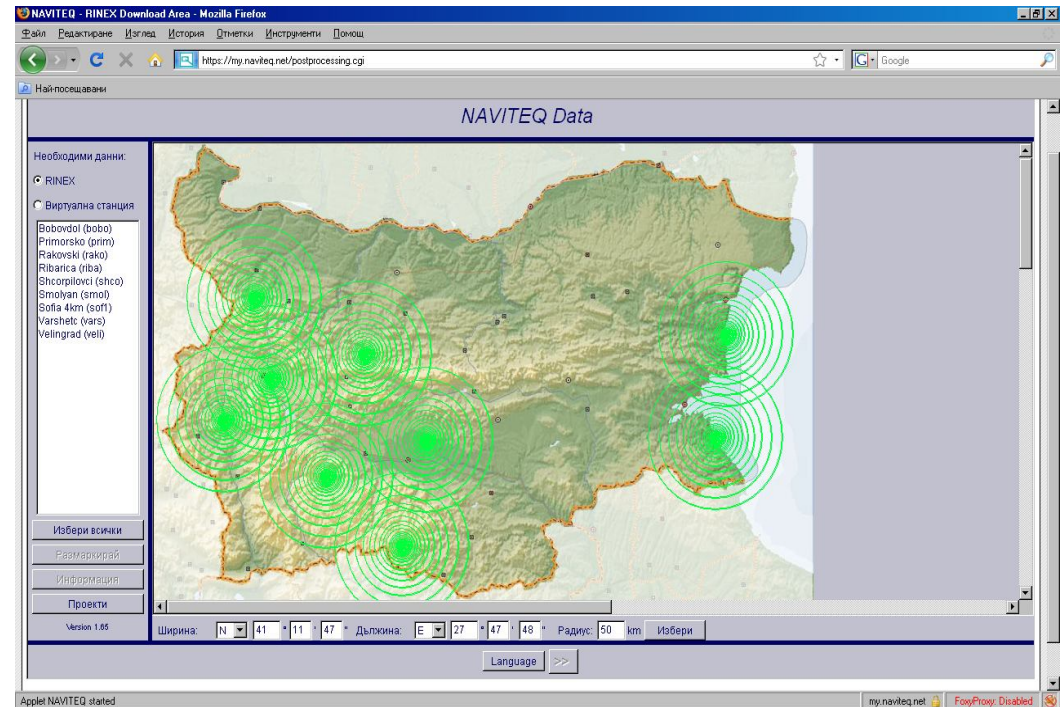 NAVITEQ - RINEX Download Area - Mozilla Firefox
Файл Редактиране Изглед История Отметки Инструменти Помощ
https://my.naviteq.net/postprocessing.cgi
Google
Най-посещавани
NAVITEQ Data
Необходими данни:
RINEX
Виртуална станция
Bobovdol (bobo)
Primorsko (prim)
Rakovski (rako)
Ribarica (riba)
Shcorpilovci (shco)
Smolyan (smol)
Sofia 4km (sof1)
Varshetc (vars)
Velingrad (veli)
Избери всички
Размаркирай
Информация
Проекти
Version 1.65
Ширина: N 41 ° 11 ' 47 " Дължина: E 27 ° 47 ' 48 " Радиус: 50 km Избери
Language >>
Applet NAVITEQ started
my.naviteq.net
FoxyProxy: Disabled